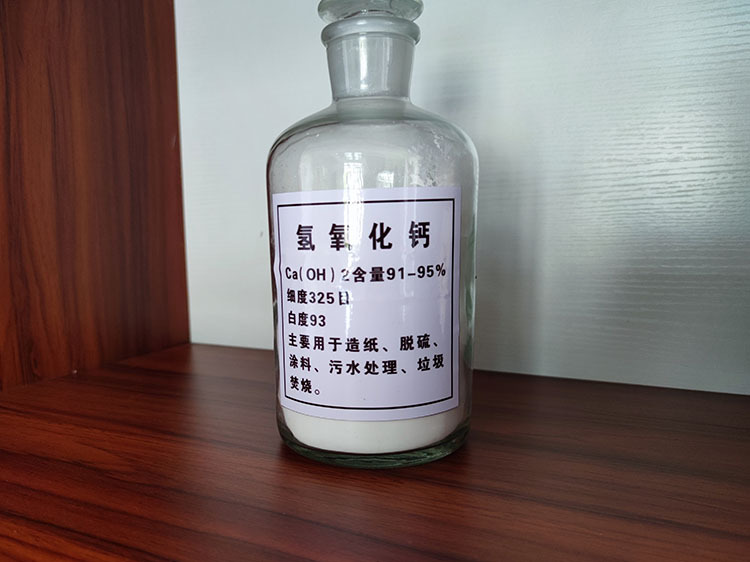 氢氧化钙
Ca(OH)2含量91-95%
细度325目
白度93
主要用于造纸、脱硫、
涂料、污水处理、垃圾
焚烧。